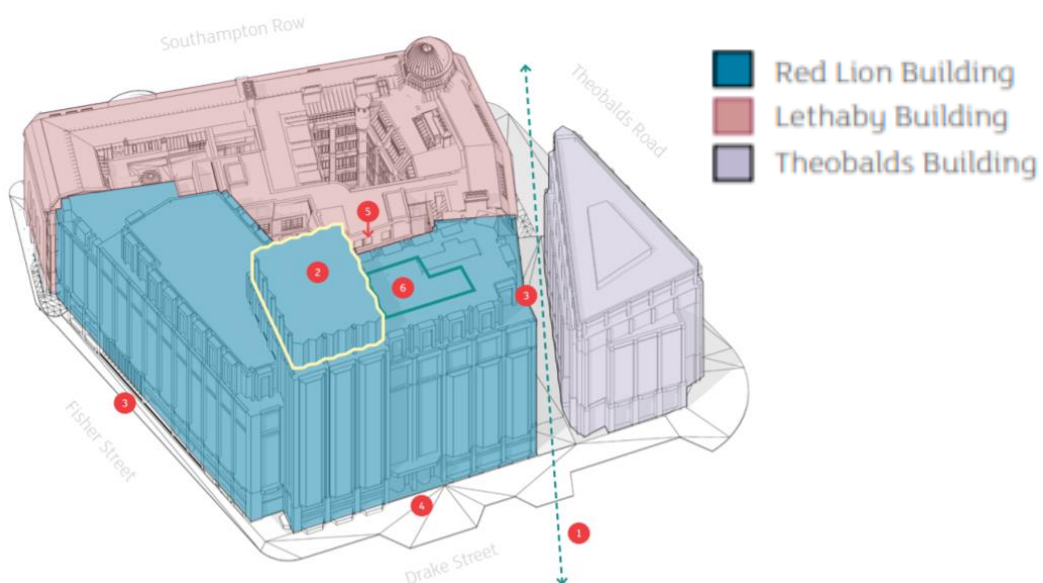 Southampton Row
Theobalds Road
Red Lion Building
Lethaby Building
Theobalds Building
5
2
6
3
3
Fisher Street
4
1
Drake Street